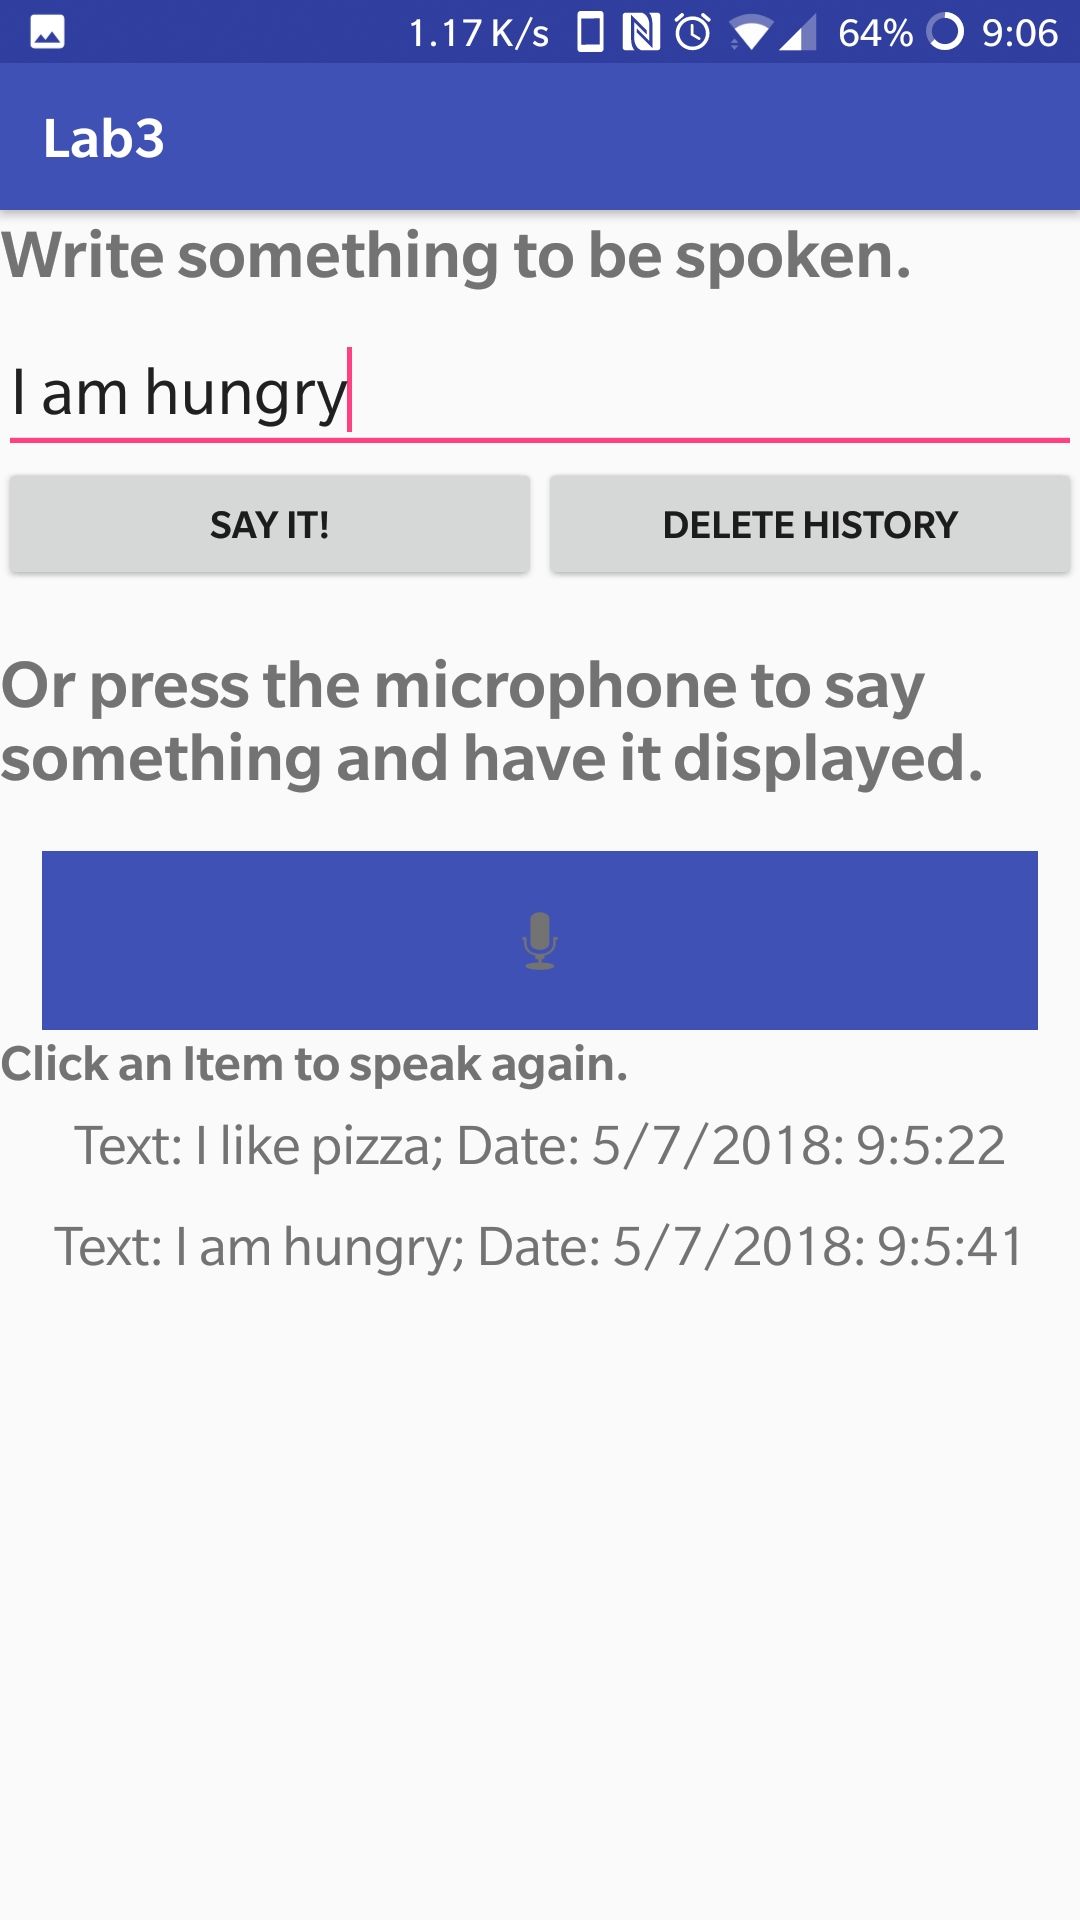 1.17 K/s 64% 9:06
Lab3
Write something to be spoken.
I am hungry
SAY IT! DELETE HISTORY
Or press the microphone to say
something and have it displayed.
Click an Item to speak again.
Text: I like pizza; Date: 5/7/2018: 9:5:22
Text: I am hungry; Date: 5/7/2018: 9:5:41